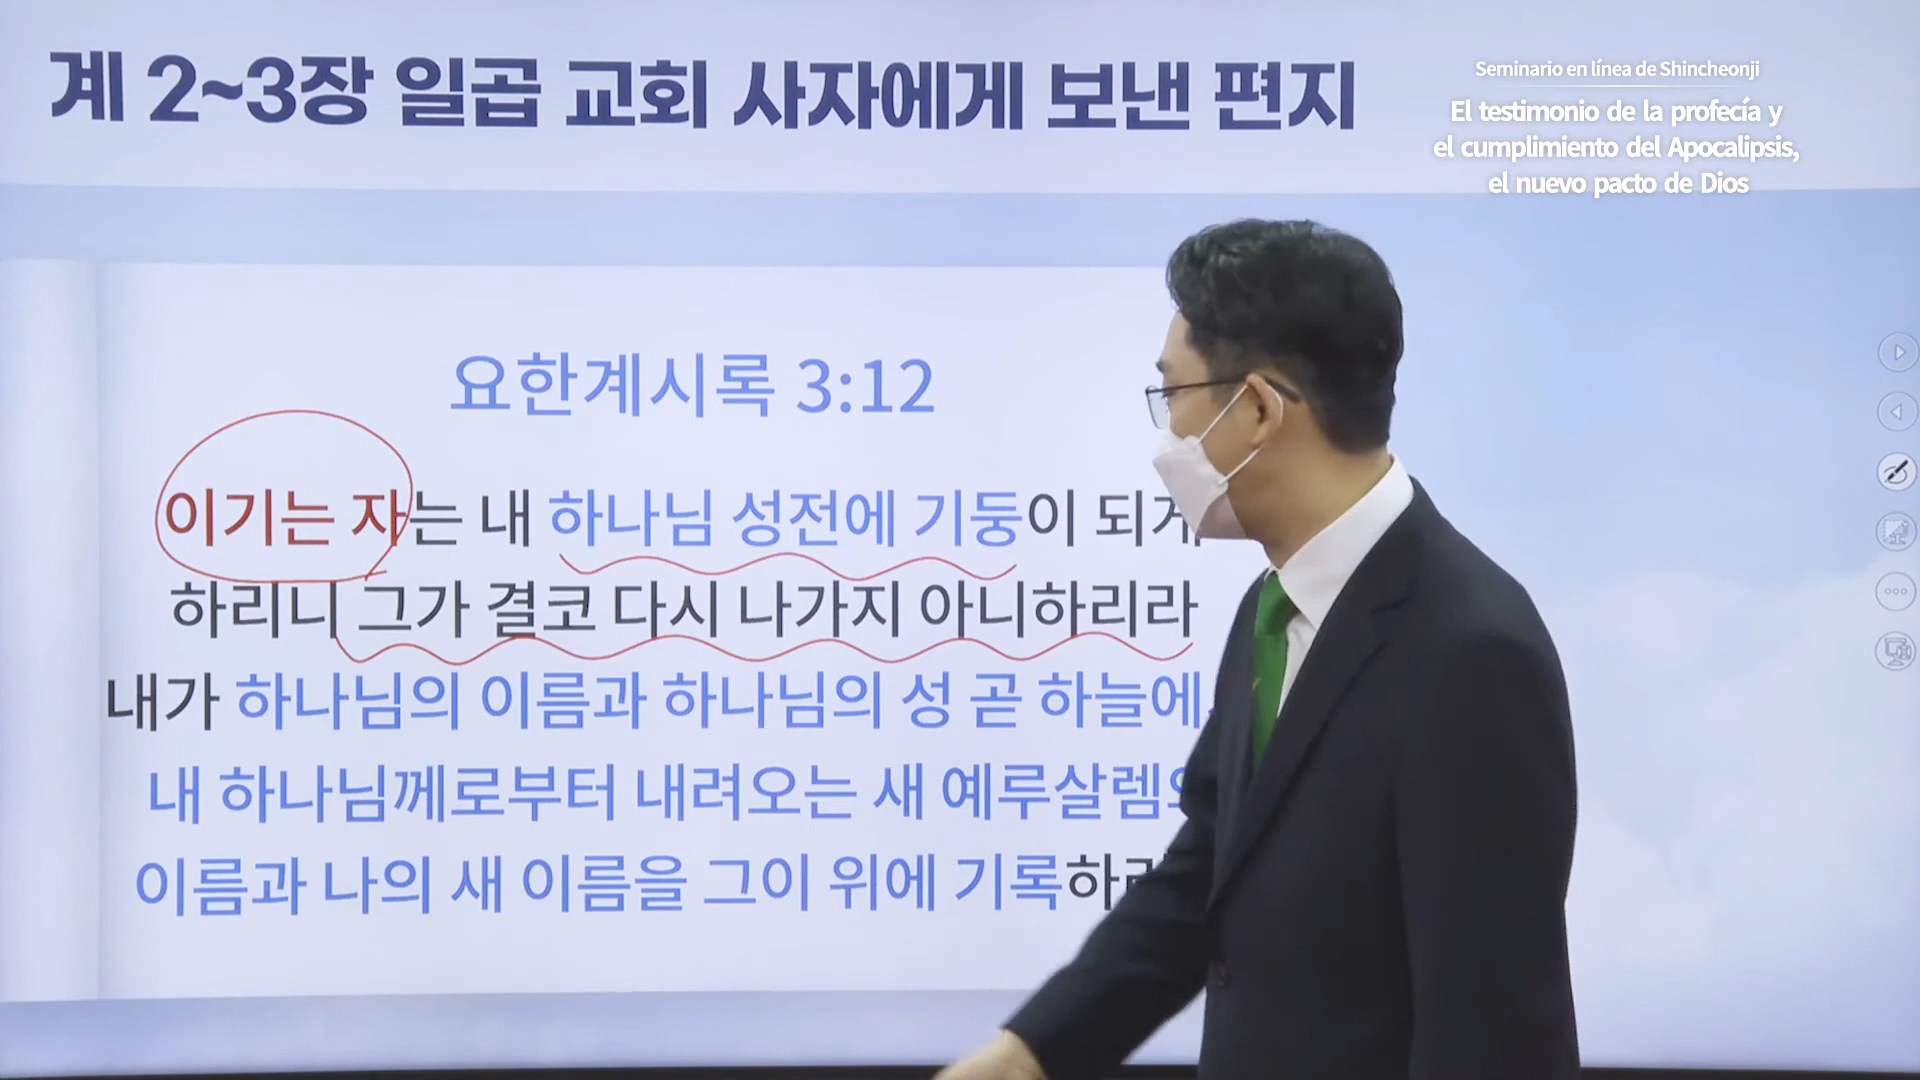 계 2~3장 일곱 교회 사자에게 보낸 편지
Seminario en línea de Shincheonji
El testimonio de la profecía y
el cumplimiento del Apocalipsis,
el nuevo pacto de Dios
요한계시록 3:12
이기는 자는 내 하나님 성전에 기둥이 되게
하리니 그가 결코 다시 나가지 아니하리라
내가 하나님의 이름과 하나님의 성 곧 하늘에
내 하나님께로부터 내려오는 새 예루살렘의
이름과 나의 새 이름을 그이 위에 기록